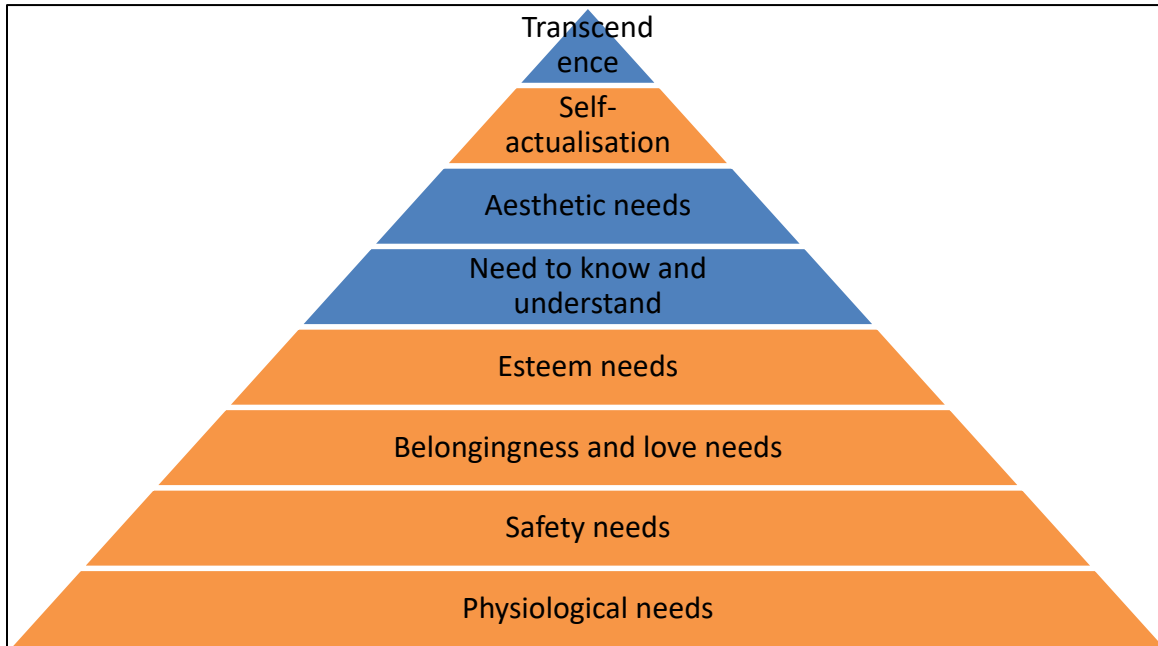 Transcend
ence
Self-
actualisation
Aesthetic needs
Need to know and
understand
Esteem needs
Belongingness and love needs
Safety needs
Physiological needs